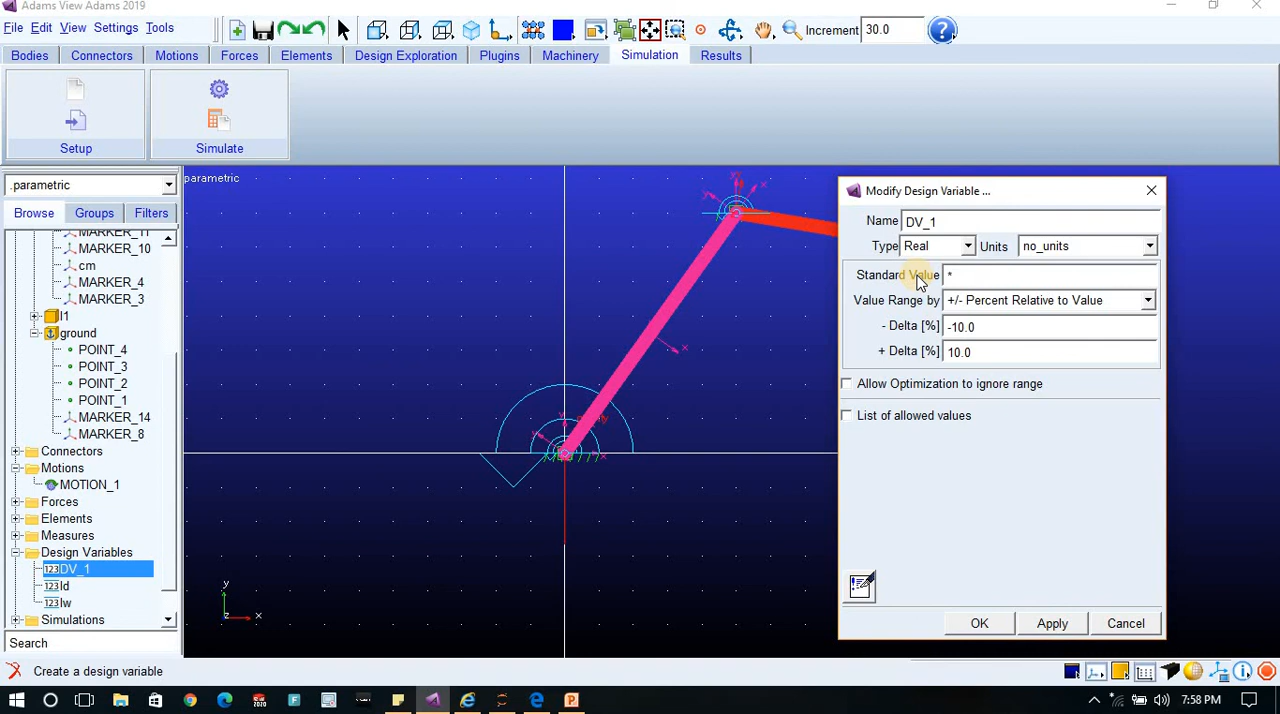 Adams View Adams 2019
File Edit View Settings Tools
Increment 30.0
Bodies Connectors Motions Forces Elements Design Exploration Plugins Machinery Simulation Results
Setup Simulate
.parametric
Browse Groups Filters
MARKER_11
MARKER_10
cm
MARKER_4
MARKER_3
l1
ground
POINT_4
POINT_3
POINT_2
POINT_1
MARKER_14
MARKER_8
Connectors
Motions
MOTION_1
Forces
Elements
Measures
Design Variables
DV_1
ld
lw
Simulations
Search
parametric
Modify Design Variable ...
Name DV_1
Type Real Units no_units
Standard Value *
Value Range by +/- Percent Relative to Value
- Delta [%] -10.0
+ Delta [%] 10.0
Allow Optimization to ignore range
List of allowed values
OK Apply Cancel
Create a design variable
7:58 PM